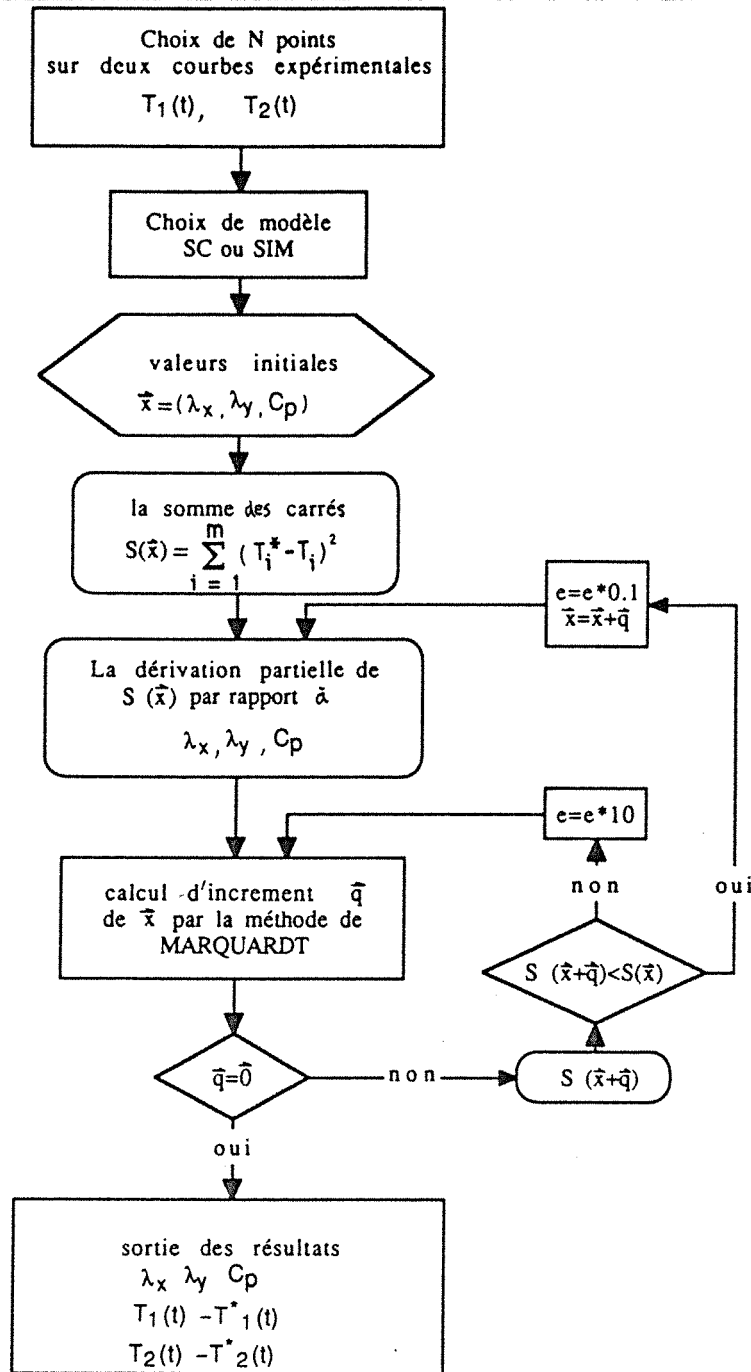 Choix de N points
sur deux courbes expérimentales
T₁(t), T₂(t)
Choix de modèle
SC ou SIM
valeurs initiales
x⃗=(λx, λy, Cp)
la somme des carrés
S(x⃗) = ∑ᵢ₌₁ᵐ (Tᵢ* - Tᵢ)²
e=e*0.1
x⃗=x⃗+q⃗
La dérivation partielle de
S (x⃗) par rapport à
λx, λy, Cp
e=e*10
non
oui
calcul d'increment q⃗
de x⃗ par la méthode de
MARQUARDT
S (x⃗+q⃗)<S(x⃗)
q⃗=0⃗
non
S (x⃗+q⃗)
oui
sortie des résultats
λx λy Cp
T₁(t) -T*₁(t)
T₂(t) -T*₂(t)